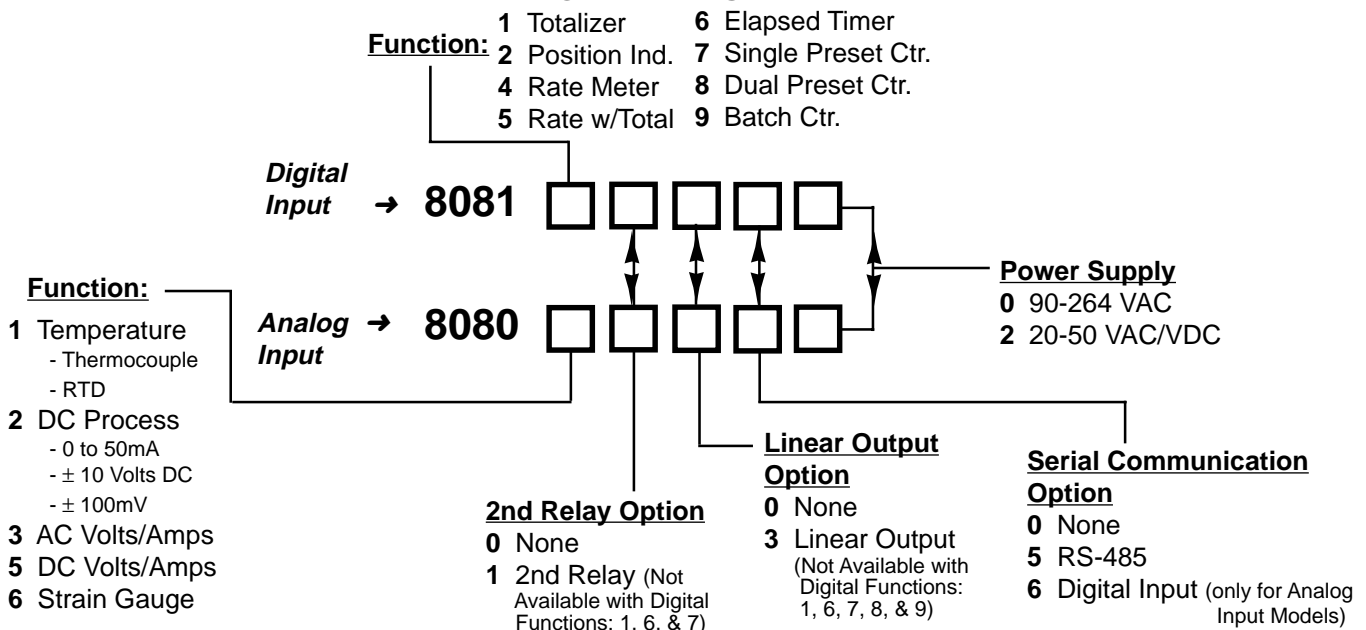 Function:
1 Totalizer
2 Position Ind.
4 Rate Meter
5 Rate w/Total
6 Elapsed Timer
7 Single Preset Ctr.
8 Dual Preset Ctr.
9 Batch Ctr.
Digital
Input ➜ 8081
Analog ➜ 8080
Input
Function:
1 Temperature
- Thermocouple
- RTD
2 DC Process
- 0 to 50mA
- ± 10 Volts DC
- ± 100mV
3 AC Volts/Amps
5 DC Volts/Amps
6 Strain Gauge
2nd Relay Option
0 None
1 2nd Relay (Not
Available with Digital
Functions: 1, 6, & 7)
Linear Output
Option
0 None
3 Linear Output
(Not Available with
Digital Functions:
1, 6, 7, 8, & 9)
Power Supply
0 90-264 VAC
2 20-50 VAC/VDC
Serial Communication
Option
0 None
5 RS-485
6 Digital Input (only for Analog
Input Models)